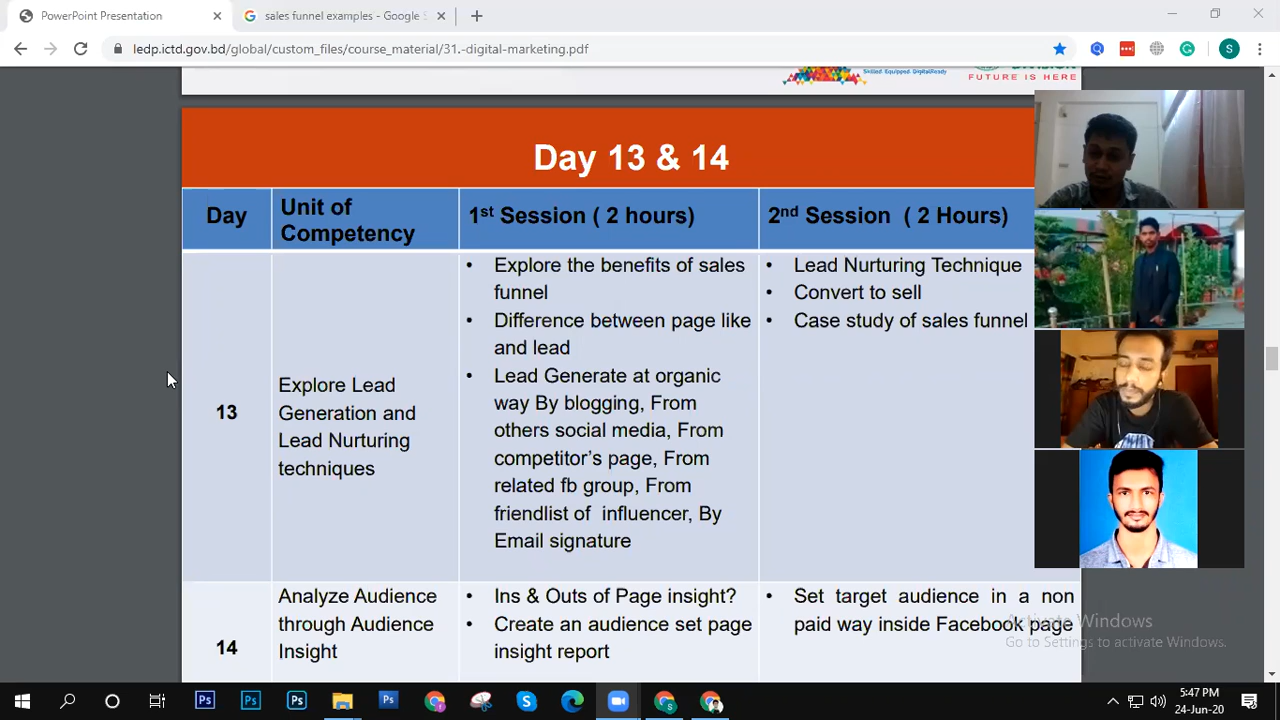 PowerPoint Presentation
sales funnel examples - Google S
ledp.ictd.gov.bd/global/custom_files/course_material/31.-digital-marketing.pdf
S
Skilled. Equipped. DigitalReady
FUTURE IS HERE
Day 13 & 14
Day
Unit of
Competency
1st Session ( 2 hours)
2nd Session ( 2 Hours)
13
Explore Lead
Generation and
Lead Nurturing
techniques
• Explore the benefits of sales
funnel
• Difference between page like
and lead
• Lead Generate at organic
way By blogging, From
others social media, From
competitor’s page, From
related fb group, From
friendlist of influencer, By
Email signature
• Lead Nurturing Technique
• Convert to sell
• Case study of sales funnel
14
Analyze Audience
through Audience
Insight
• Ins & Outs of Page insight?
• Create an audience set page
insight report
• Set target audience in a non
paid way inside Facebook page
Activate Windows
Go to Settings to activate Windows.
5:47 PM
24-Jun-20